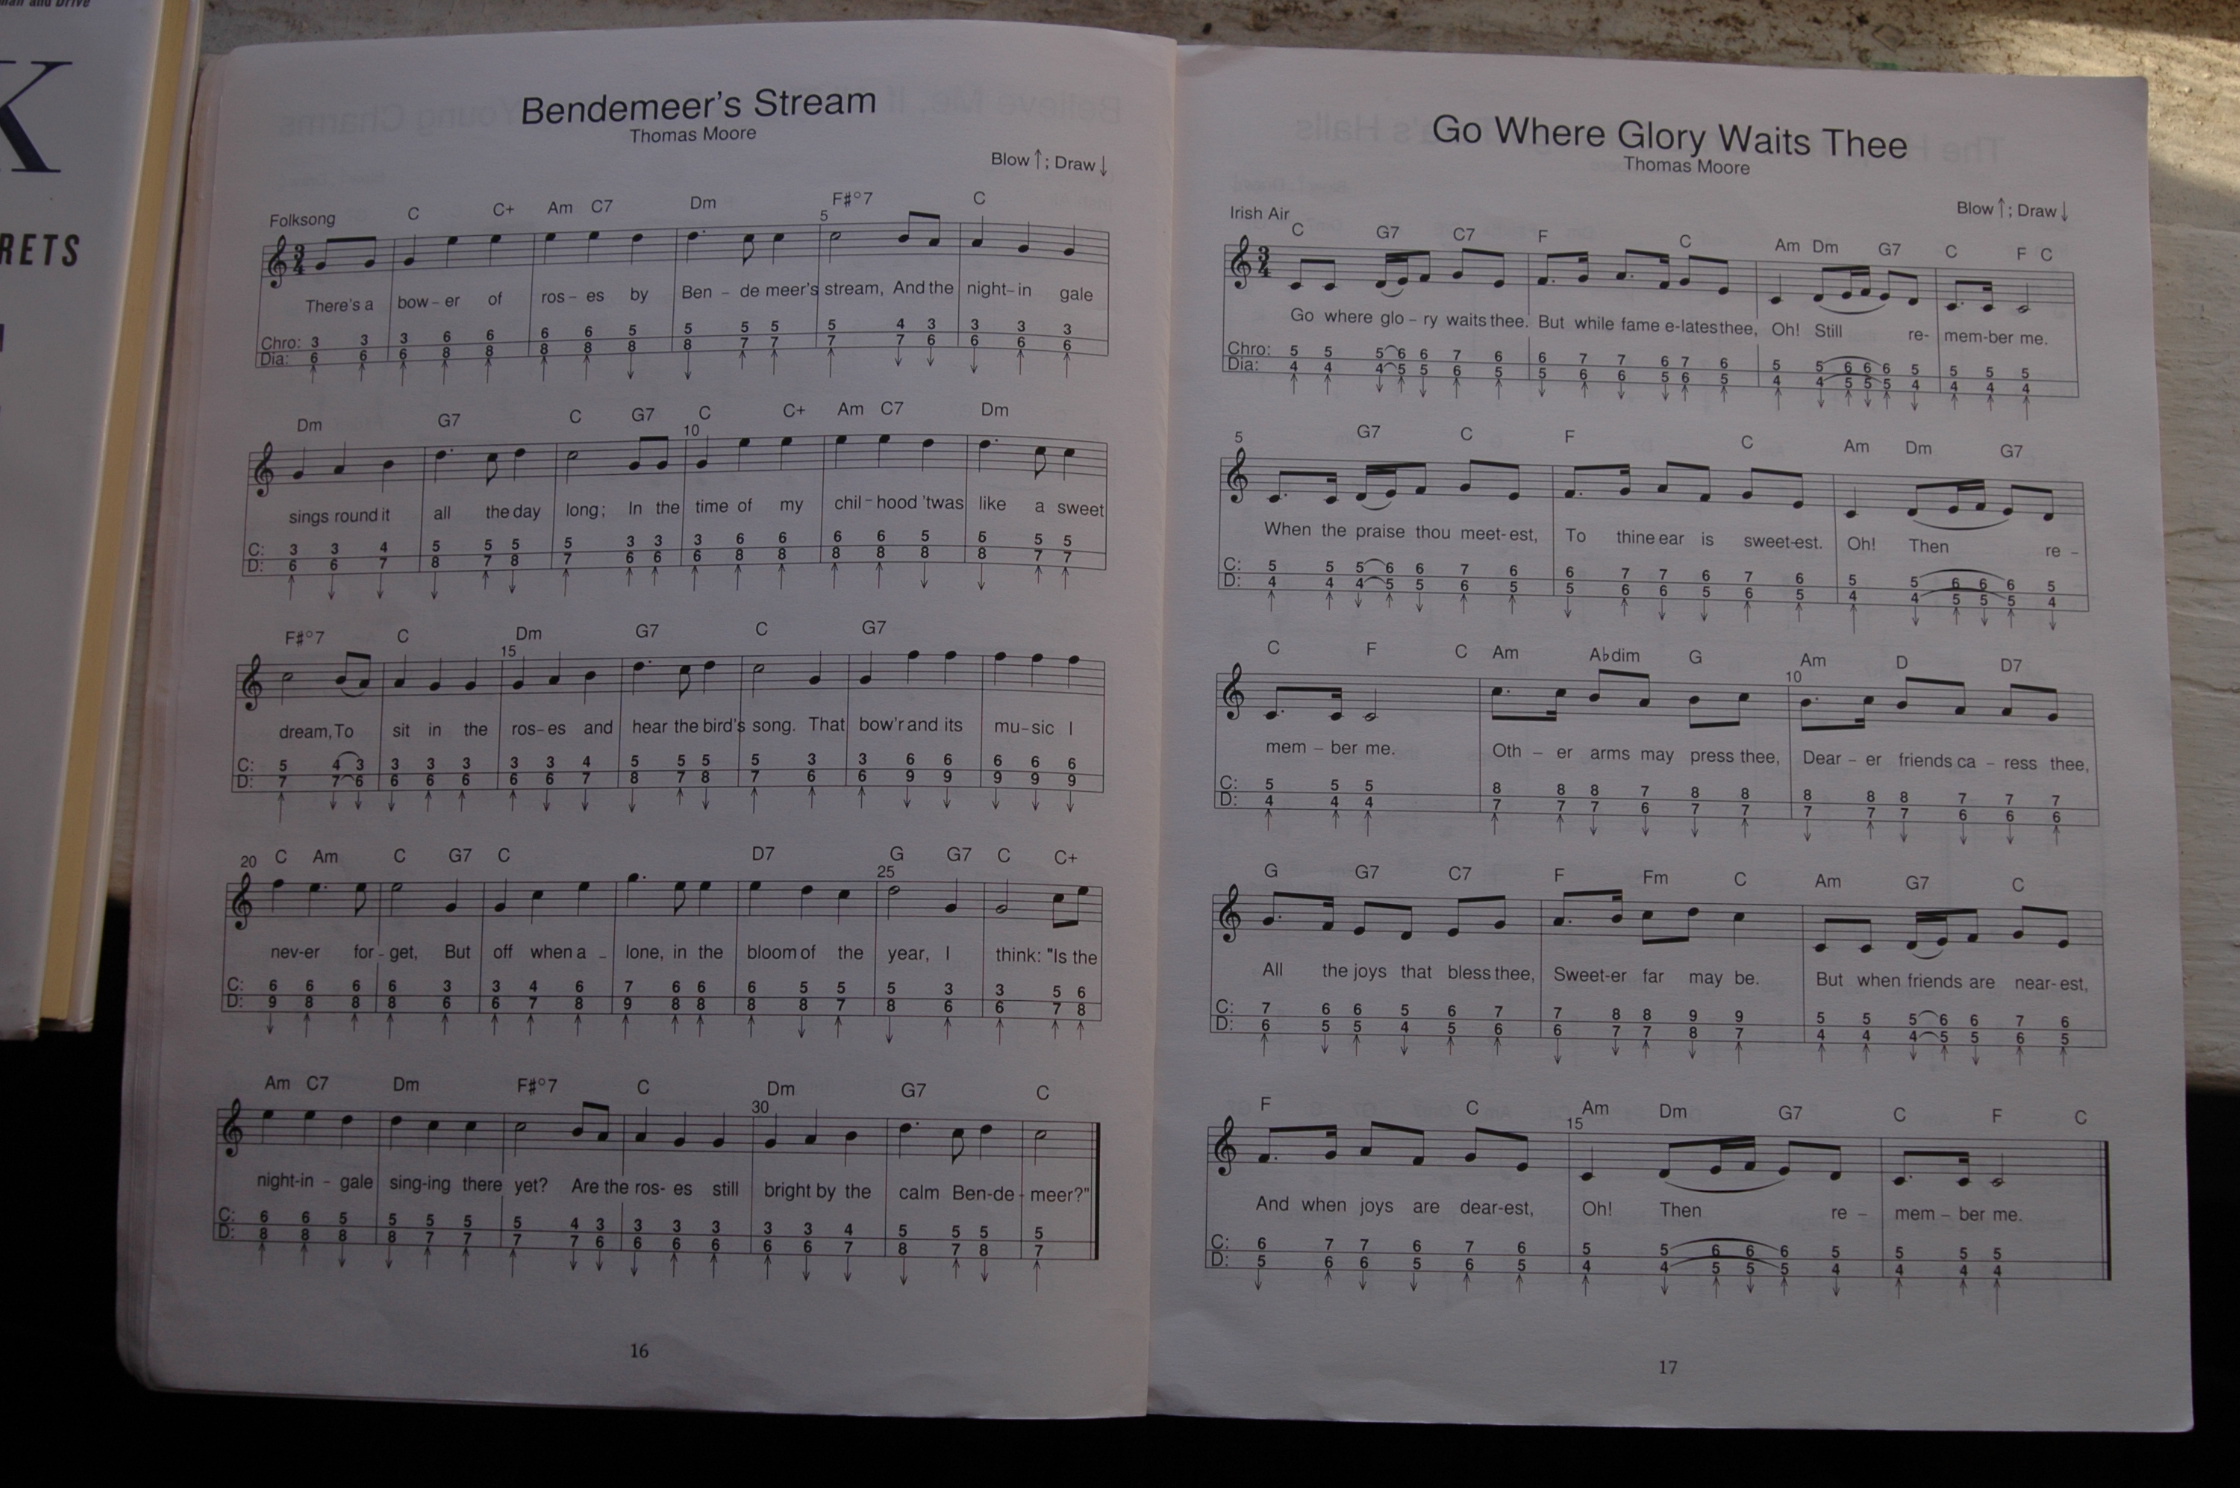 K
RETS
Bendemeer's Stream
Thomas Moore
Blow ↑; Draw ↓
Folksong
C C+ Am C7 Dm F#°7 C
3 4
5
There's a bow – er of ros – es by Ben – de meer's stream, And the night – in gale
Chro: 3 3 3 6 6 6 6 5 5 5 5 5 4 3 3 3 3
Dia: 6 6 6 8 8 8 8 8 8 7 7 7 7 6 6 6 6
Dm G7 C G7 C C+ Am C7 Dm
10
sings round it all the day long; In the time of my chil – hood 'twas like a sweet
C: 3 3 4 5 5 5 5 3 3 3 6 6 6 6 5 5 5 5
D: 6 6 7 8 7 8 7 6 6 6 8 8 8 8 8 8 7 7
F#°7 C Dm G7 C G7
15
dream, To sit in the ros – es and hear the bird's song. That bow'r and its mu – sic I
C: 5 4 3 3 3 3 3 3 4 5 5 5 5 3 3 6 6 6 6 6
D: 7 7 6 6 6 6 6 6 7 8 7 8 7 6 6 9 9 9 9 9
20 C Am C G7 C D7 G G7 C C+
25
nev-er for - get, But off when a – lone, in the bloom of the year, I think: "Is the
C: 6 6 6 6 3 3 4 6 7 6 6 6 5 5 5 3 3 5 6
D: 9 8 8 8 6 6 7 8 9 8 8 8 8 7 8 6 6 7 8
Am C7 Dm F#°7 C Dm G7 C
30
night-in – gale sing-ing there yet? Are the ros- es still bright by the calm Ben-de - meer?"
C: 6 6 5 5 5 5 5 4 3 3 3 3 3 3 4 5 5 5 5
D: 8 8 8 8 7 7 7 7 6 6 6 6 6 6 7 8 7 8 7
16
Go Where Glory Waits Thee
Thomas Moore
Blow ↑; Draw ↓
Irish Air
C G7 C7 F C Am Dm G7 C F C
3 4
Go where glo – ry waits thee. But while fame e-lates thee, Oh! Still re- mem-ber me.
Chro: 5 5 5 6 6 7 6 6 7 7 6 7 6 5 5 6 6 6 5 5 5 5
Dia: 4 4 4 5 5 6 5 5 6 6 5 6 5 4 4 5 5 5 4 4 4 4
5 G7 C F C Am Dm G7
When the praise thou meet-est, To thine ear is sweet-est. Oh! Then re –
C: 5 5 5 6 6 7 6 6 7 7 6 7 6 5 5 6 6 6 5
D: 4 4 4 5 5 6 5 5 6 6 5 6 5 4 4 5 5 5 4
C F C Am A♭dim G Am D D7
10
mem – ber me. Oth – er arms may press thee, Dear – er friends ca – ress thee,
C: 5 5 5 8 8 8 7 8 8 8 8 8 7 7 7
D: 4 4 4 7 7 7 6 7 7 7 7 7 6 6 6
G G7 C7 F Fm C Am G7 C
All the joys that bless thee, Sweet-er far may be. But when friends are near-est,
C: 7 6 6 5 6 7 7 8 8 9 9 5 5 5 6 6 7 6
D: 6 5 5 4 5 6 6 7 7 8 7 4 4 4 5 5 6 5
F C Am Dm G7 C F C
15
And when joys are dear-est, Oh! Then re – mem – ber me.
C: 6 7 7 6 7 6 5 5 6 6 6 5 5 5 5
D: 5 6 6 5 6 5 4 4 5 5 5 4 4 4 4
17